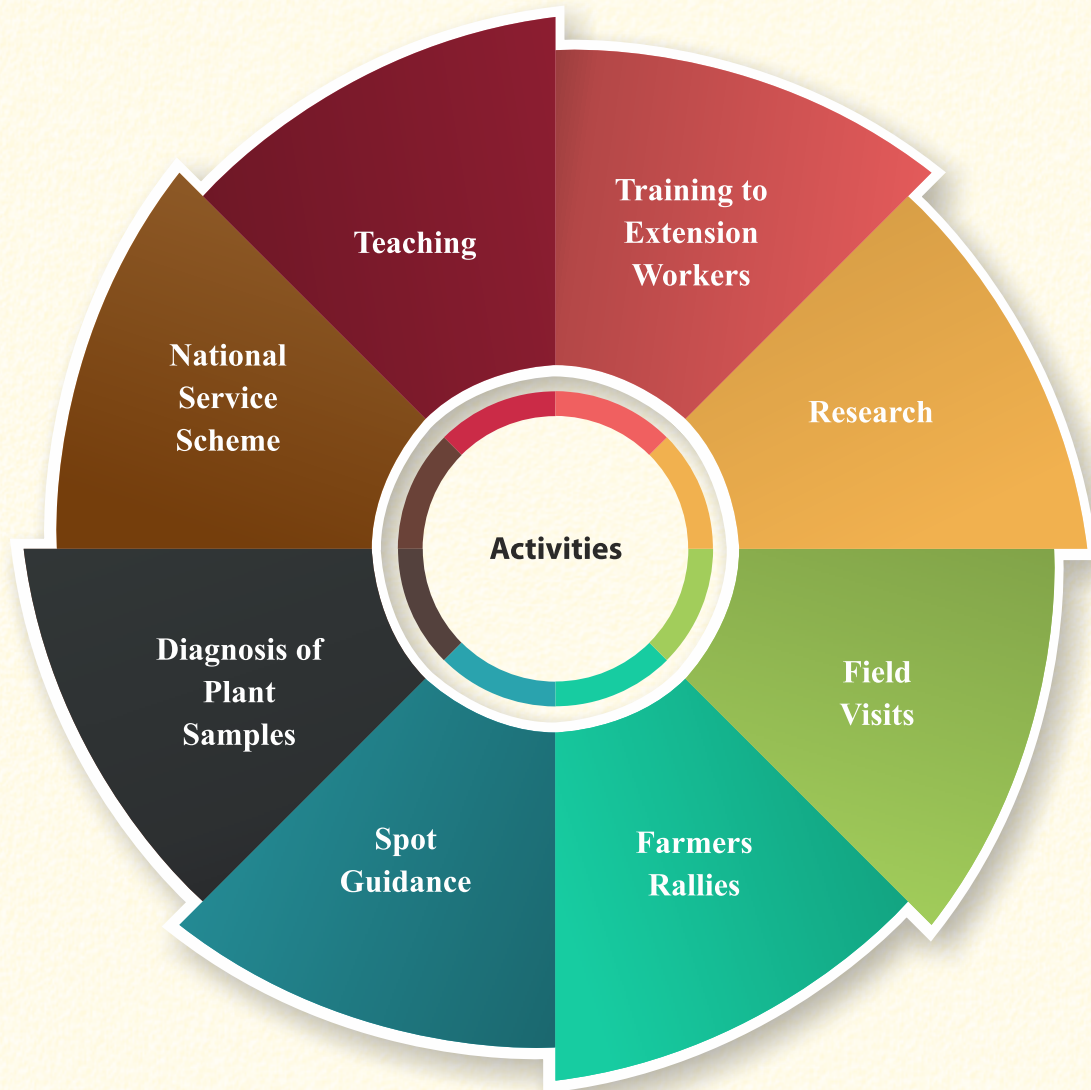 Teaching
Training to
Extension
Workers
Research
Field
Visits
Farmers
Rallies
Spot
Guidance
Diagnosis of
Plant
Samples
National
Service
Scheme
Activities